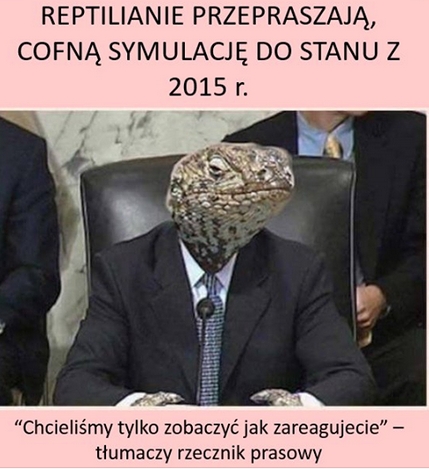 REPTILIANIE PRZEPRASZAJĄ,
COFNĄ SYMULACJĘ DO STANU Z
2015 r.
“Chcieliśmy tylko zobaczyć jak zareagujecie” –
tłumaczy rzecznik prasowy